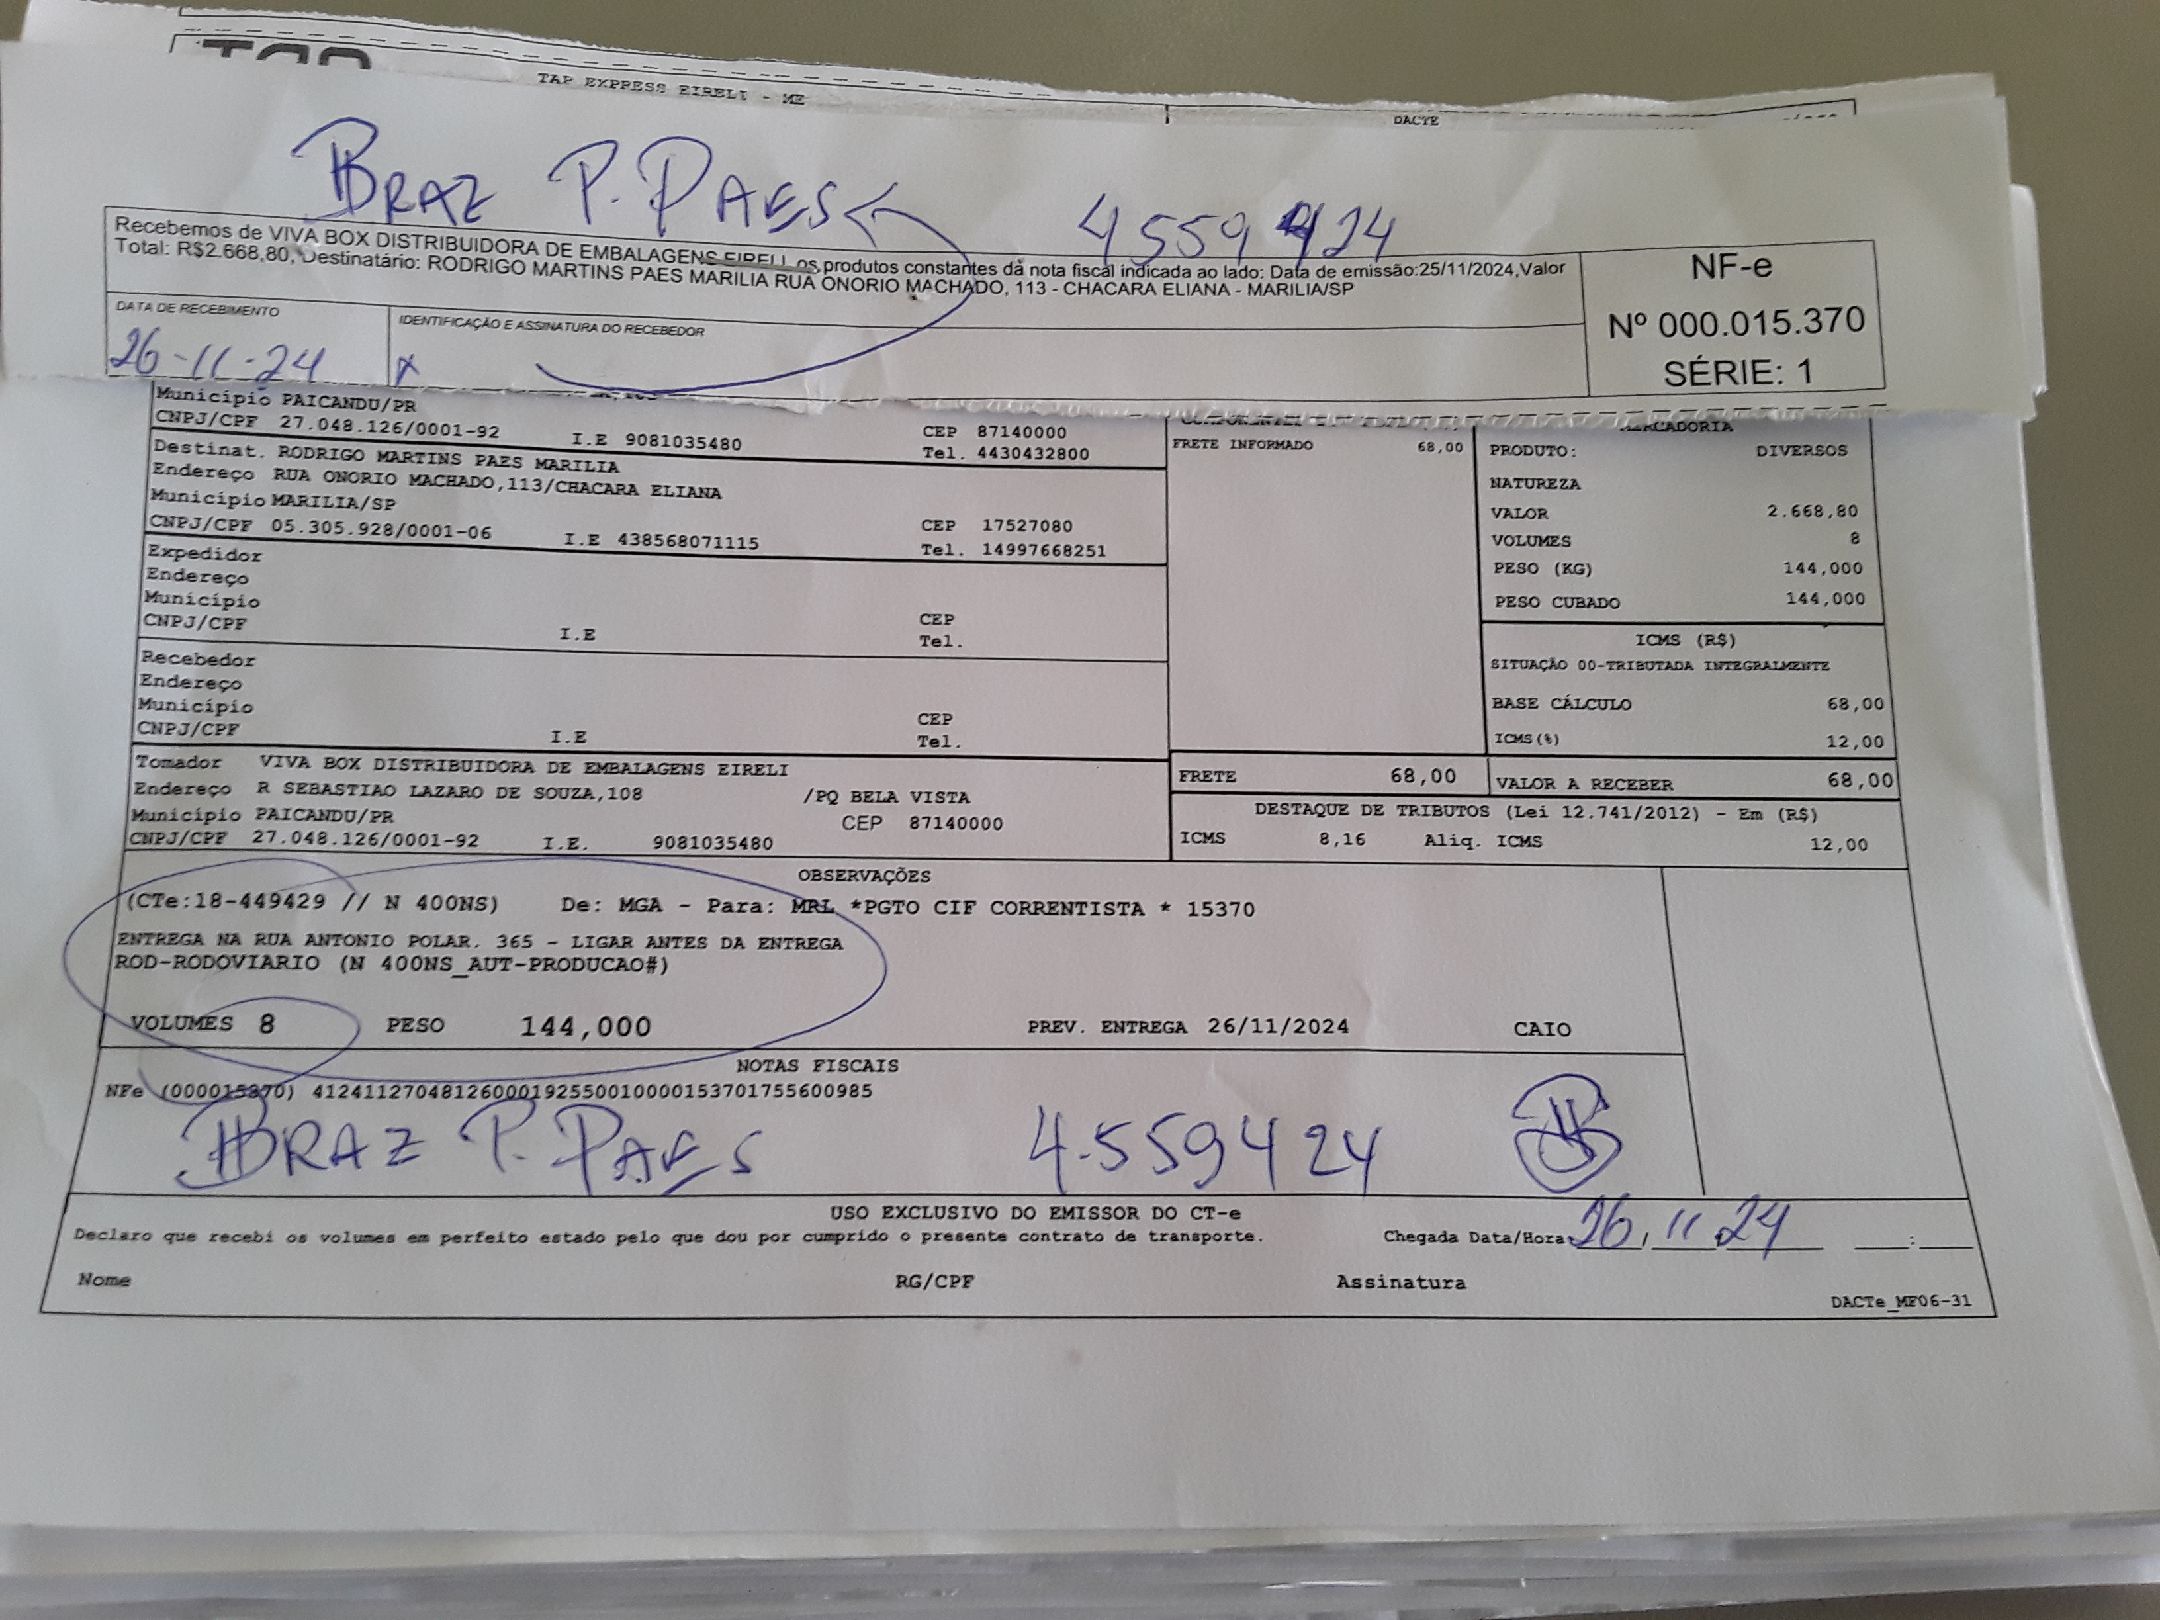 TAP EXPRESS EIRELI - ME
DACTE
BRAZ P. PAES
4559424
Recebemos de VIVA BOX DISTRIBUIDORA DE EMBALAGENS EIRELI os produtos constantes da nota fiscal indicada ao lado: Data de emissão:25/11/2024,Valor
Total: R$2.668,80, Destinatário: RODRIGO MARTINS PAES MARILIA RUA ONORIO MACHADO, 113 - CHACARA ELIANA - MARILIA/SP
NF-e
Nº 000.015.370
SÉRIE: 1
DATA DE RECEBIMENTO
IDENTIFICAÇÃO E ASSINATURA DO RECEBEDOR
26-11-24
x
Município PAICANDU/PR
CNPJ/CPF 27.048.126/0001-92 I.E 9081035480
CEP 87140000
Tel. 4430432800
Destinat. RODRIGO MARTINS PAES MARILIA
Endereço RUA ONORIO MACHADO,113/CHACARA ELIANA
Município MARILIA/SP
CNPJ/CPF 05.305.928/0001-06 I.E 438568071115
CEP 17527080
Tel. 14997668251
Expedidor
Endereço
Município
CNPJ/CPF I.E
CEP
Tel.
Recebedor
Endereço
Município
CNPJ/CPF I.E
CEP
Tel.
Tomador VIVA BOX DISTRIBUIDORA DE EMBALAGENS EIRELI
Endereço R SEBASTIAO LAZARO DE SOUZA,108 /PQ BELA VISTA
Município PAICANDU/PR CEP 87140000
CNPJ/CPF 27.048.126/0001-92 I.E. 9081035480
FRETE INFORMADO 68,00
MERCADORIA
PRODUTO: DIVERSOS
NATUREZA
VALOR 2.668,80
VOLUMES 8
PESO (KG) 144,000
PESO CUBADO 144,000
ICMS (R$)
SITUAÇÃO 00-TRIBUTADA INTEGRALMENTE
BASE CÁLCULO 68,00
ICMS(%) 12,00
FRETE 68,00 VALOR A RECEBER 68,00
DESTAQUE DE TRIBUTOS (Lei 12.741/2012) - Em (R$)
ICMS 8,16 Aliq. ICMS 12,00
OBSERVAÇÕES
(CTe:18-449429 // N 400NS) De: MGA - Para: MRL *PGTO CIF CORRENTISTA * 15370
ENTREGA NA RUA ANTONIO POLAR. 365 - LIGAR ANTES DA ENTREGA
ROD-RODOVIARIO (N 400NS_AUT-PRODUCAO#)
VOLUMES 8 PESO 144,000 PREV. ENTREGA 26/11/2024 CAIO
NOTAS FISCAIS
NFe (000015370) 41241127048126000192550010000153701755600985
BRAZ P. PAES 4.559424
USO EXCLUSIVO DO EMISSOR DO CT-e
Declaro que recebi os volumes em perfeito estado pelo que dou por cumprido o presente contrato de transporte. Chegada Data/Hora: 26/11/24 __:__
Nome RG/CPF Assinatura
DACTe_MF06-31